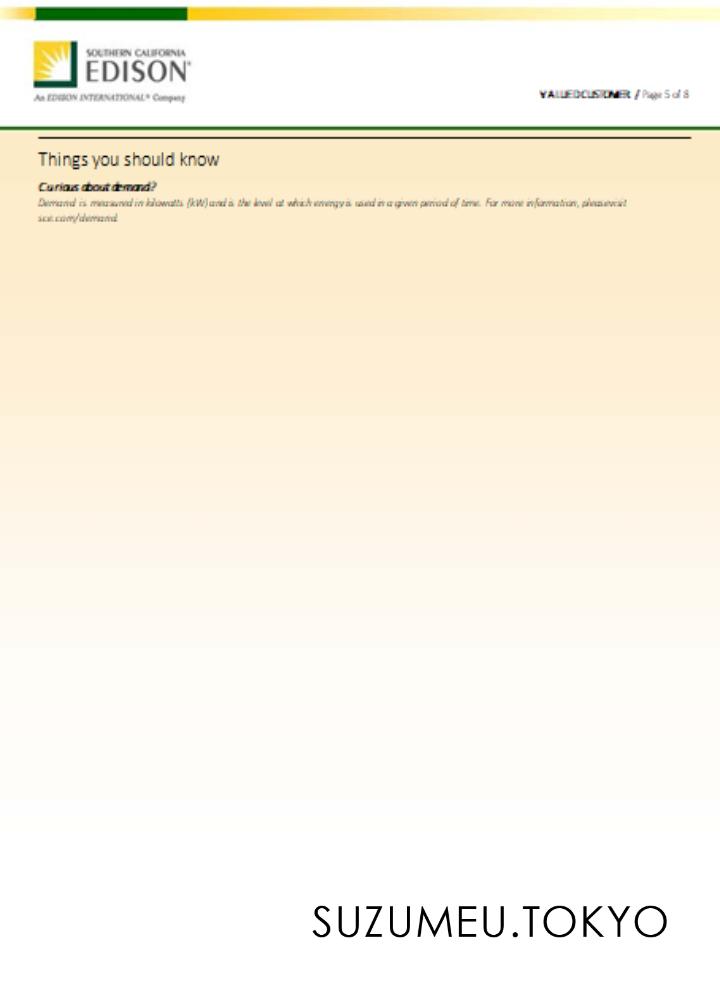 SOUTHERN CALIFORNIA
EDISON®
An EDISON INTERNATIONAL® Company
VALUED CUSTOMER / Page 5 of 8
Things you should know
Curious about demand?
Demand is measured in kilowatts (kW) and is the level at which energy is used in a given period of time. For more information, please visit
sce.com/demand.
SUZUMEU.TOKYO